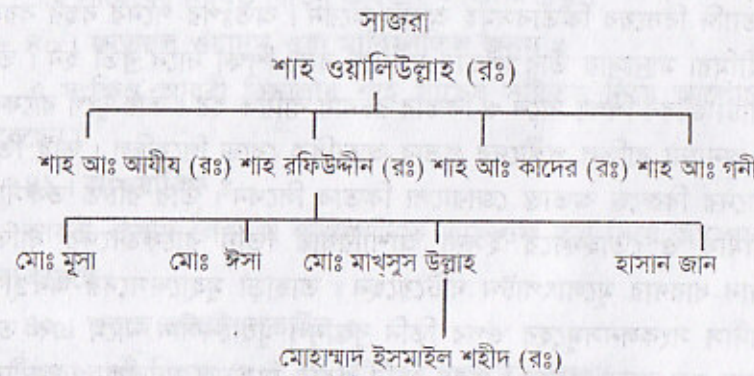 সাজরা
শাহ ওয়ালিউল্লাহ (রঃ)
শাহ আঃ আযীয (রঃ) শাহ রফিউদ্দীন (রঃ) শাহ আঃ কাদের (রঃ) শাহ আঃ গনী
মোঃ মূসা মোঃ ঈসা মোঃ মাখসুস উল্লাহ হাসান জান
মোহাম্মাদ ইসমাইল শহীদ (রঃ)